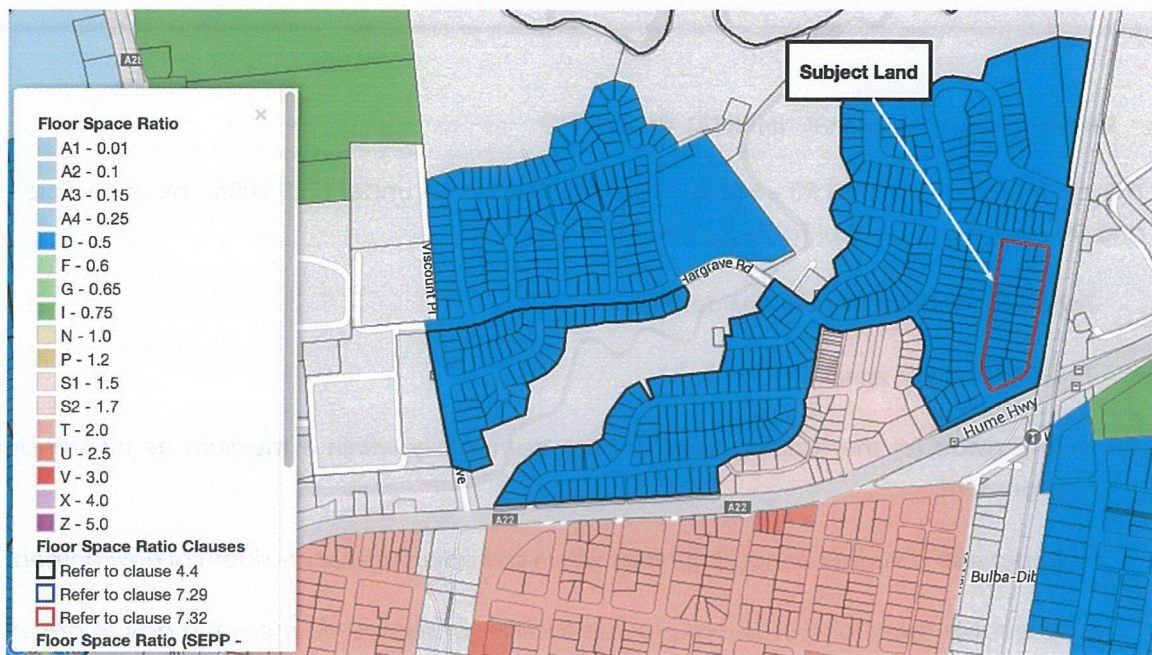 Subject Land
A28
Floor Space Ratio
A1 - 0.01
A2 - 0.1
A3 - 0.15
A4 - 0.25
D - 0.5
F - 0.6
G - 0.65
I - 0.75
N - 1.0
P - 1.2
S1 - 1.5
S2 - 1.7
T - 2.0
U - 2.5
V - 3.0
X - 4.0
Z - 5.0
Floor Space Ratio Clauses
Refer to clause 4.4
Refer to clause 7.29
Refer to clause 7.32
Floor Space Ratio (SEPP -
Viscount Pl
Hargrave Rd
Hume Hwy
Ave
A22
A22
Bulba-Dib